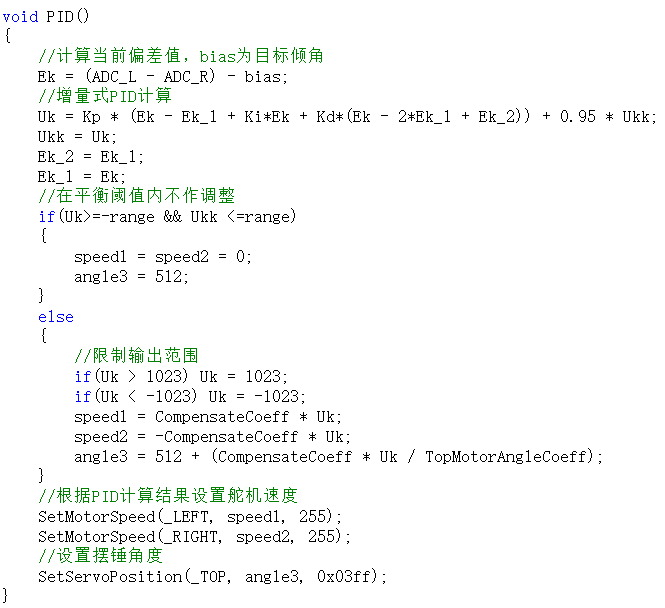 void PID()
{
//计算当前偏差值，bias为目标倾角
Ek = (ADC_L - ADC_R) - bias;
//增量式PID计算
Uk = Kp * (Ek - Ek_1 + Ki*Ek + Kd*(Ek - 2*Ek_1 + Ek_2)) + 0.95 * Ukk;
Ukk = Uk;
Ek_2 = Ek_1;
Ek_1 = Ek;
//在平衡阈值内不作调整
if(Uk>=-range && Ukk <=range)
{
speed1 = speed2 = 0;
angle3 = 512;
}
else
{
//限制输出范围
if(Uk > 1023) Uk = 1023;
if(Uk < -1023) Uk = -1023;
speed1 = CompensateCoeff * Uk;
speed2 = -CompensateCoeff * Uk;
angle3 = 512 + (CompensateCoeff * Uk / TopMotorAngleCoeff);
}
//根据PID计算结果设置舵机速度
SetMotorSpeed(_LEFT, speed1, 255);
SetMotorSpeed(_RIGHT, speed2, 255);
//设置摆锤角度
SetServoPosition(_TOP, angle3, 0x03ff);
}